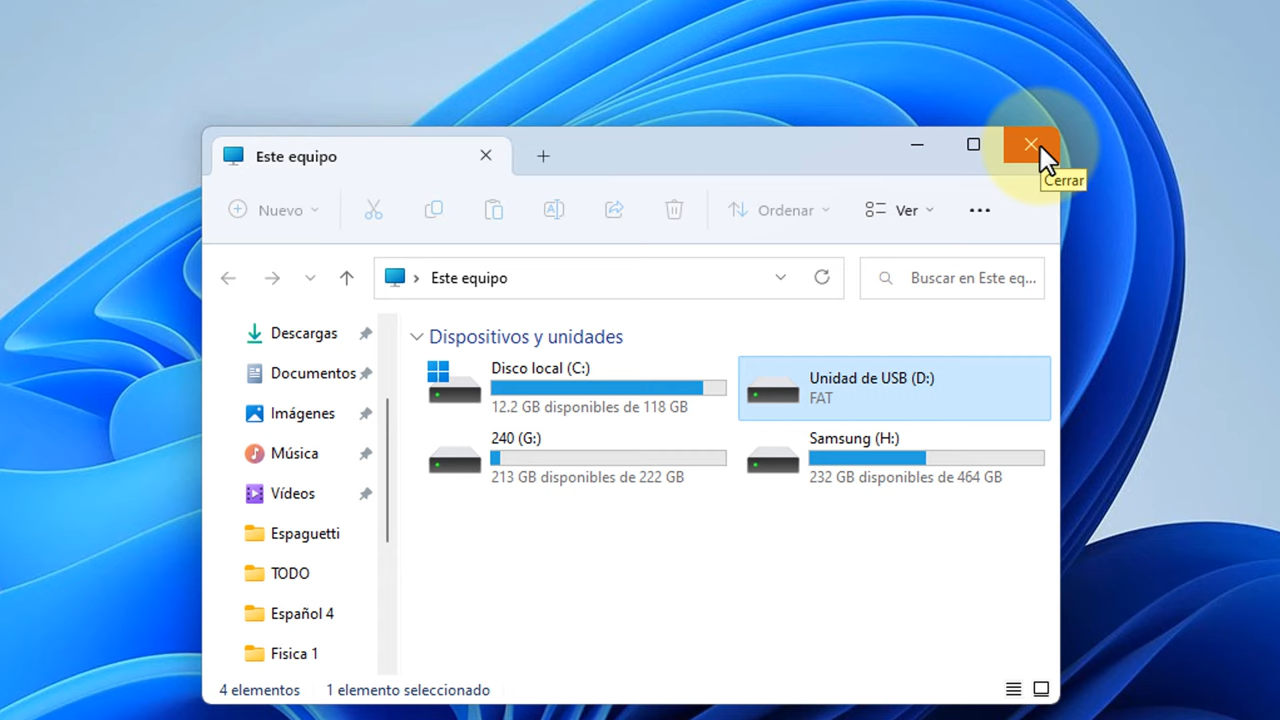 Este equipo
Cerrar
Nuevo
Ordenar
Ver
Este equipo
Buscar en Este eq...
Descargas
Documentos
Imágenes
Música
Vídeos
Espaguetti
TODO
Español 4
Fisica 1
Dispositivos y unidades
Disco local (C:)
12.2 GB disponibles de 118 GB
Unidad de USB (D:)
FAT
240 (G:)
213 GB disponibles de 222 GB
Samsung (H:)
232 GB disponibles de 464 GB
4 elementos
1 elemento seleccionado